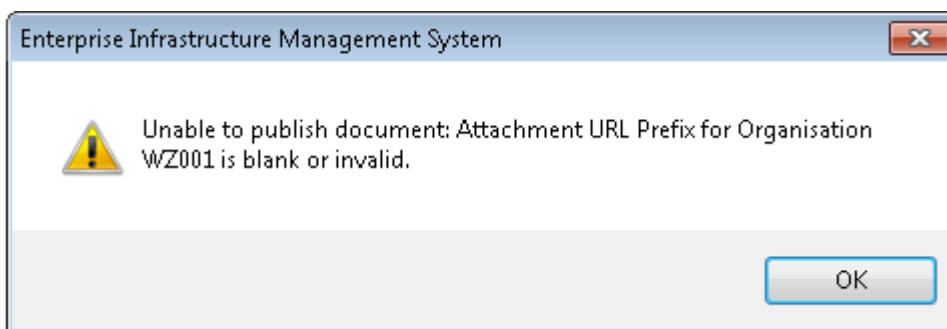 Enterprise Infrastructure Management System
Unable to publish document: Attachment URL Prefix for Organisation
WZ001 is blank or invalid.
OK